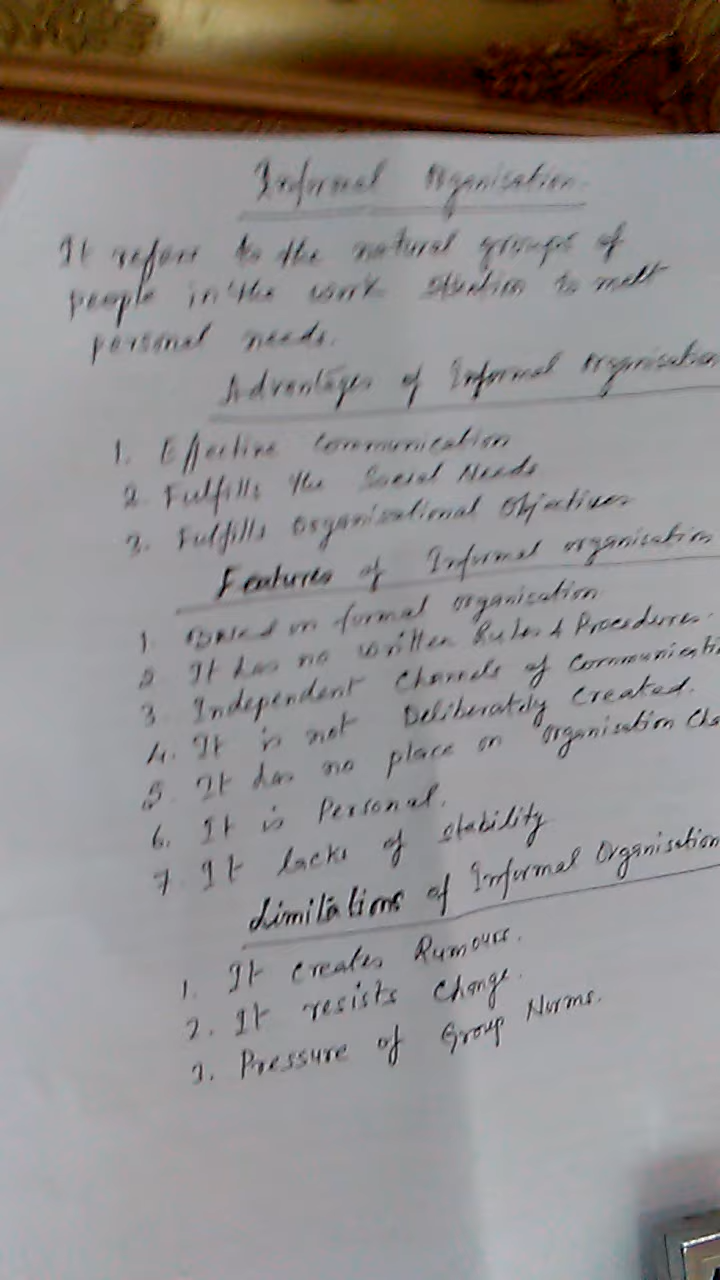 Informal Organisation
It refers to the natural groups of
people in the work situation to meet
personal needs.
Advantages of Informal Organisation
1. Effective Communication
2. Fulfills the Social Needs
3. Fulfills Organisational Objectives
Features of Informal organisation
1. Based on formal organisation
2. It has no written Rules & Procedures.
3. Independent Channels of Communicati
4. It is not Deliberately Created.
5. It has no place on organisation Cha
6. It is Personal.
7. It lacks of stability
Limitations of Informal Organisation
1. It creates Rumours.
2. It resists Change.
3. Pressure of Group Norms.